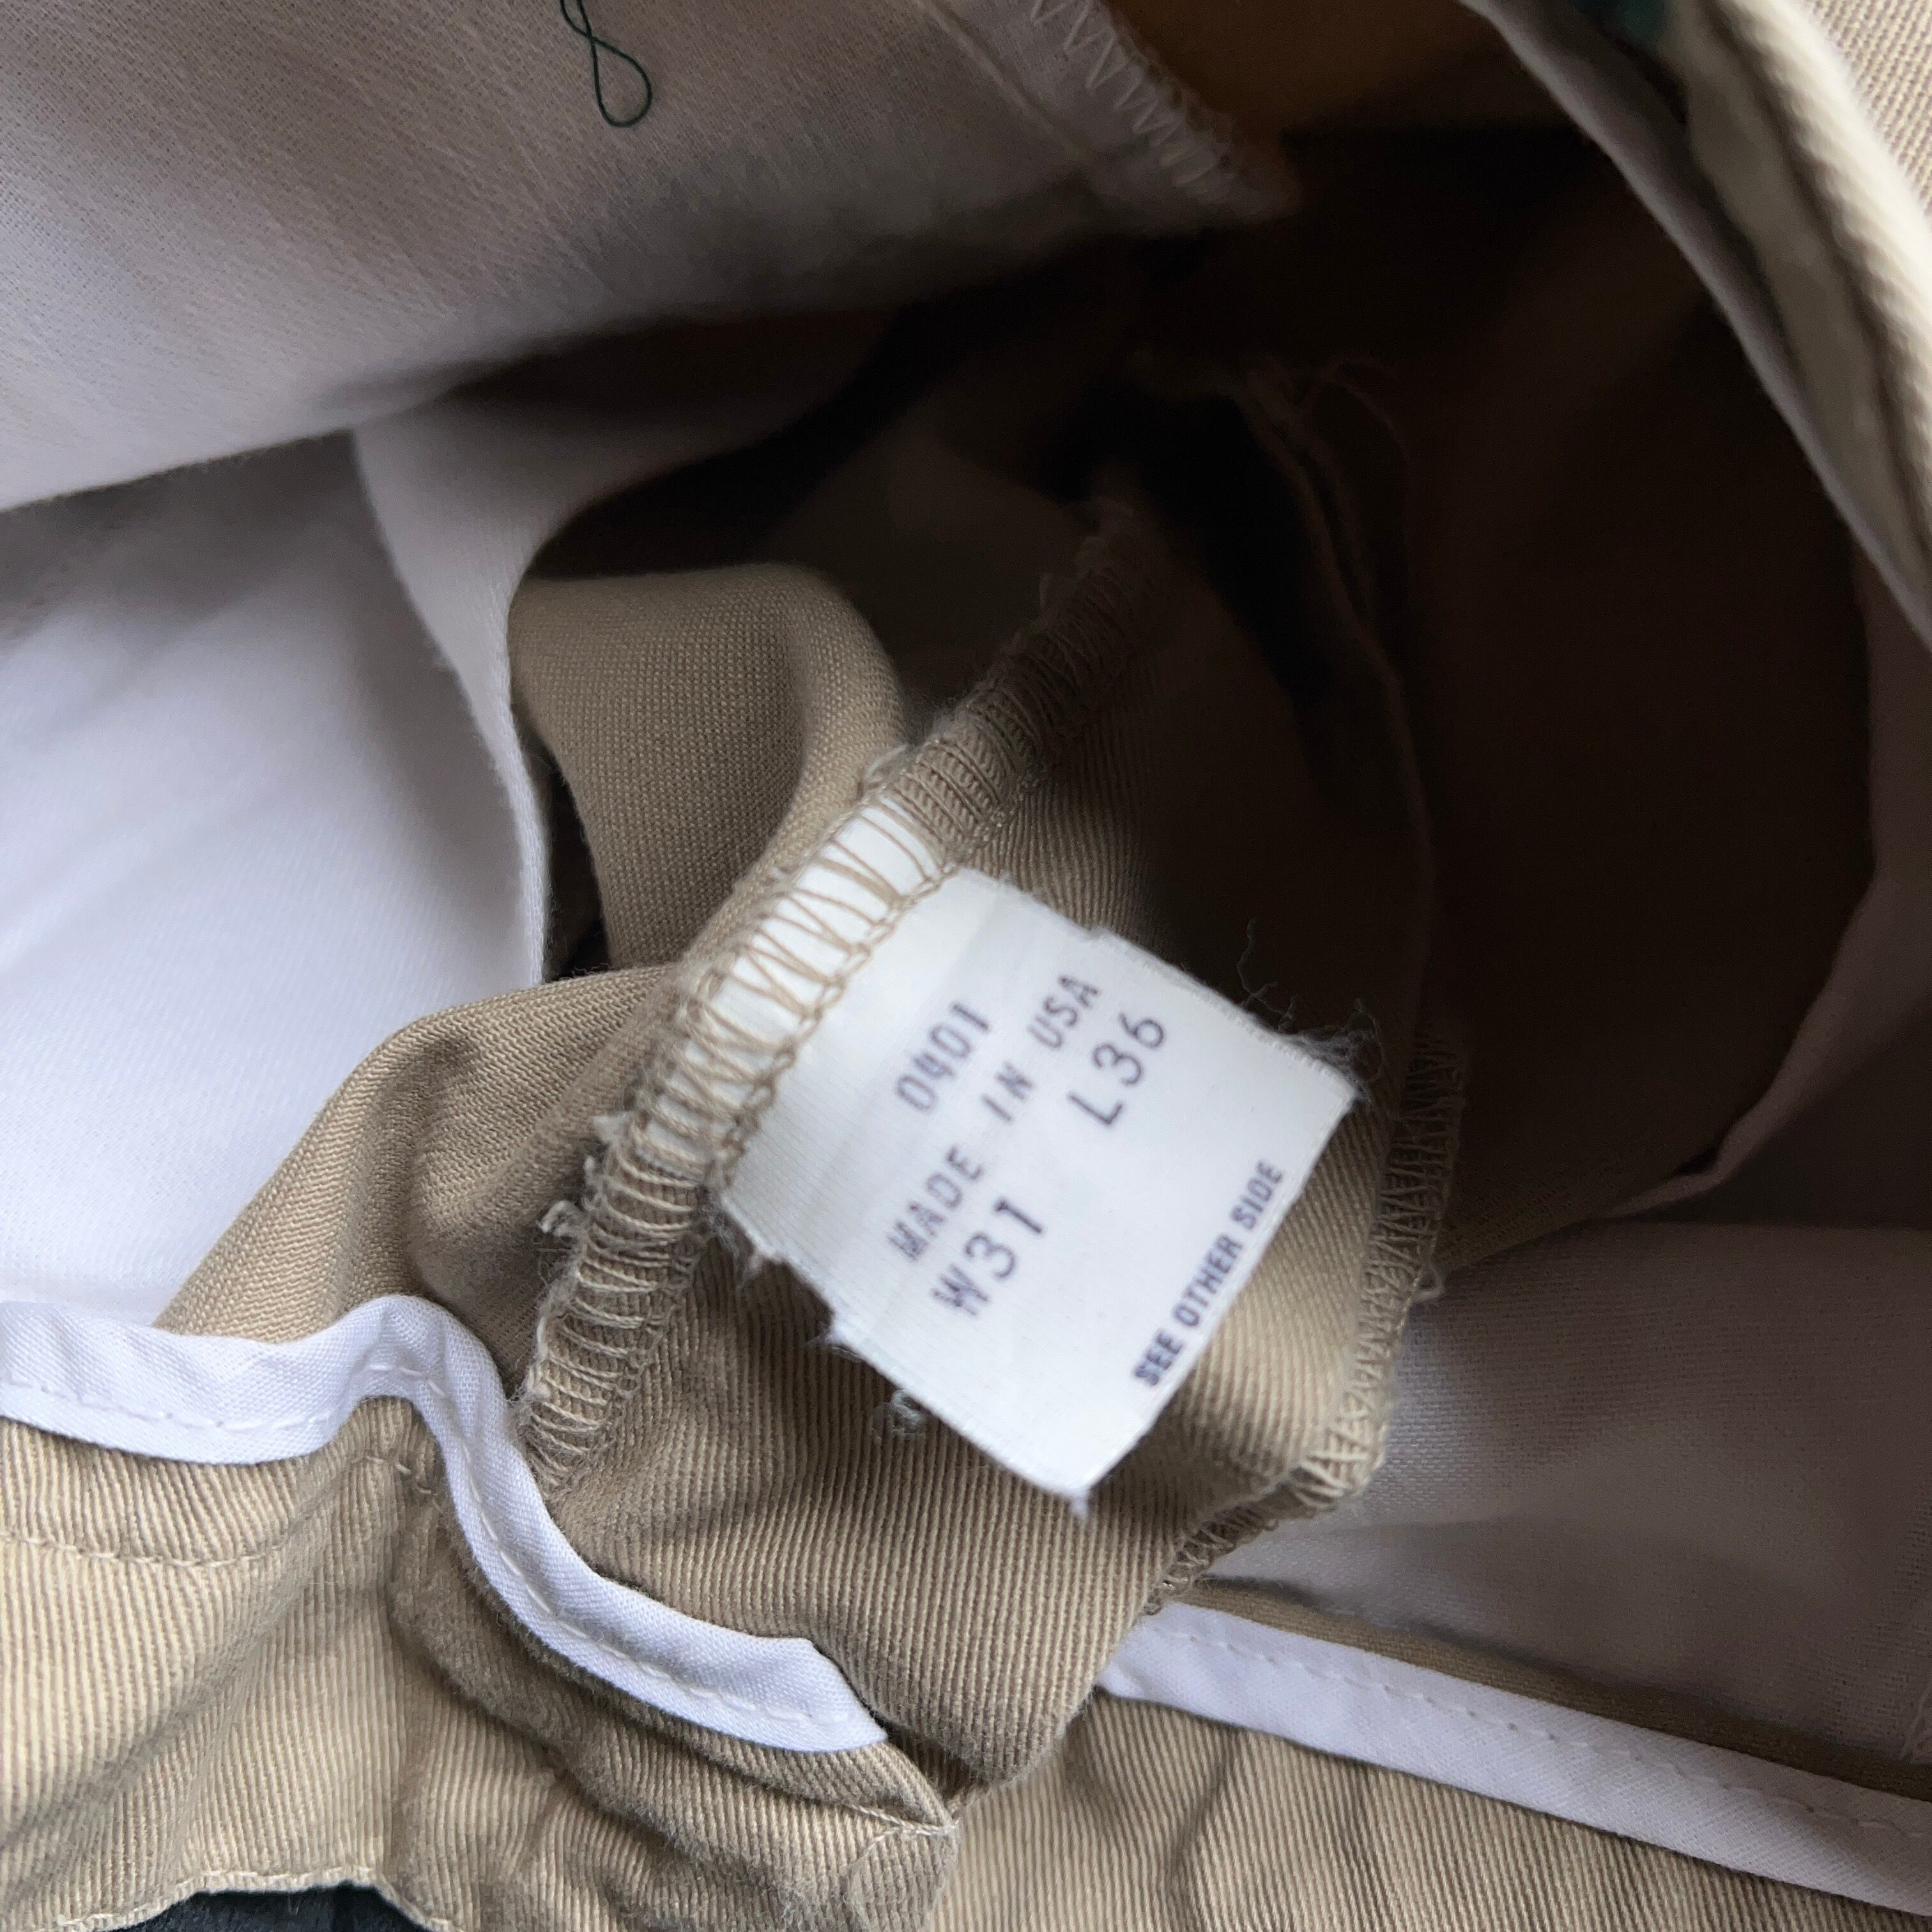 0401
MADE IN USA
W31 L36
SEE OTHER SIDE